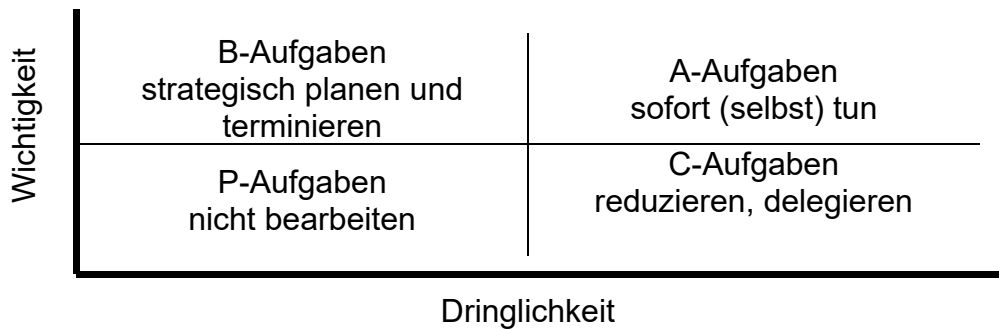 Wichtigkeit
B-Aufgaben
strategisch planen und
terminieren
A-Aufgaben
sofort (selbst) tun
P-Aufgaben
nicht bearbeiten
C-Aufgaben
reduzieren, delegieren
Dringlichkeit